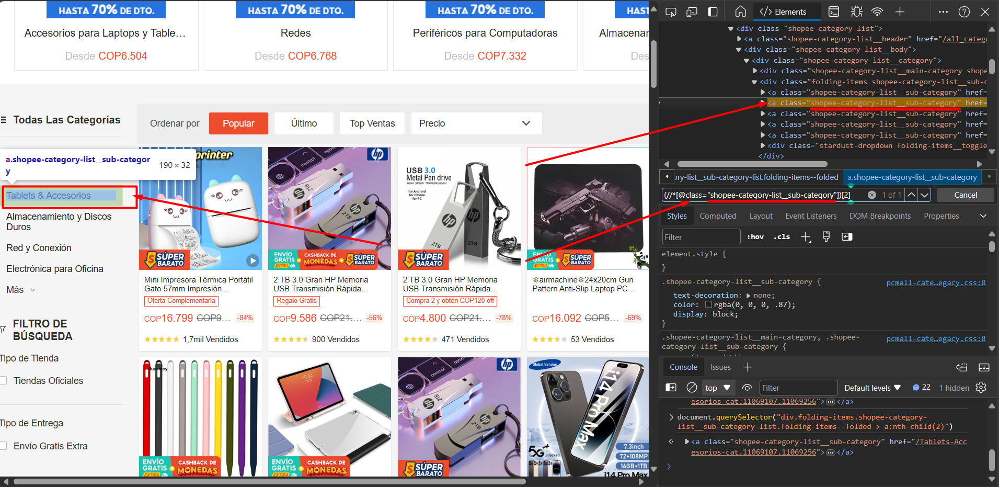 HASTA 70% DE DTO.
HASTA 70% DE DTO.
HASTA 70% DE DTO.
HAST
Accesorios para Laptops y Table…
Redes
Periféricos para Computadoras
Almacenar
Desde COP6.504
Desde COP6.768
Desde COP7.332
Des
Todas Las Categorías
a.shopee-category-list__sub-categor
y
190 × 32
Tablets & Accesorios
Almacenamiento y Discos
Duros
Red y Conexión
Electrónica para Oficina
Más
FILTRO DE
BÚSQUEDA
Tipo de Tienda
Tiendas Oficiales
Tipo de Entrega
Envío Gratis Extra
Ordenar por
Popular
Último
Top Ventas
Precio
printer
SÚPER
BARATO
Mini Impresora Térmica Portátil
Gato 57mm Impresión…
Oferta Complementaria
COP16.799 COP9… -84%
1,7mil Vendidos
hp
control
option
2TB
hp
2TB
ENVÍO
GRATIS
EXTRA
+
CASHBACK DE
MONEDAS
+
SÚPER
BARATO
2 TB 3.0 Gran HP Memoria
USB Transmisión Rápida…
Regalo Gratis
COP9.586 COP21.… -56%
900 Vendidos
USB 3.0
Metal Pen drive
HIGH SPEED TRANSMISSION
for Android
for iPhone
for PC
hp
hp
2TB
2TB
SÚPER
BARATO
2 TB 3.0 Gran HP Memoria
USB Transmisión Rápida…
Compra 2 y obtén COP120 off
COP4.800 COP21.… -78%
471 Vendidos
ENVÍO
GRATIS
EXTRA
+
SÚPER
BARATO
❄airmachine❄24x20cm Gun
Pattern Anti-Slip Laptop PC…
COP16.092 COP5… -69%
53 Vendidos
ENVÍO
GRATIS
EXTRA
+
CASHBACK DE
MONEDAS
15:44
ENVÍO
GRATIS
EXTRA
+
CASHBACK DE
MONEDAS
hp
control
2TB
hp
2TB
SÚPER
BARATO
Global Version
i14 Pro Max
5G++
unlocked
7.3inch
72+108MP
16GB+1TB
i14 Pro Max
Elements
<div class="shopee-category-list">
<a class="shopee-category-list__header" href="/all_catego
<div class="shopee-category-list__body">
<div class="shopee-category-list__category">
<div class="shopee-category-list__main-category shope
<div class="folding-items shopee-category-list__sub-c
<a class="shopee-category-list__sub-category" href=
<a class="shopee-category-list__sub-category" href=
<a class="shopee-category-list__sub-category" href=
<a class="shopee-category-list__sub-category" href=
<a class="shopee-category-list__sub-category" href=
<div class="stardust-dropdown folding-items__toggle
</div>
ory-list__sub-category-list.folding-items--folded
a.shopee-category-list__sub-category
(//*[@class="shopee-category-list__sub-category"])[2]
1 of 1
Cancel
Styles
Computed
Layout
Event Listeners
DOM Breakpoints
Properties
Filter
:hov
.cls
element.style {
}
.shopee-category-list__sub-category {
pcmall-cate…egacy.css:8
text-decoration: none;
color: rgba(0, 0, 0, .87);
display: block;
}
.shopee-category-list__main-category, .shopee-
category-list__sub-category {
pcmall-cate…egacy.css:8
Console
Issues
top
Filter
Default levels
22
1 hidden
esorios-cat.11069107.11069256">…</a>
document.querySelector("div.folding-items.shopee-category-
list__sub-category-list.folding-items--folded > a:nth-child(2)")
<a class="shopee-category-list__sub-category" href="/Tablets-Acc
esorios-cat.11069107.11069256">…</a>